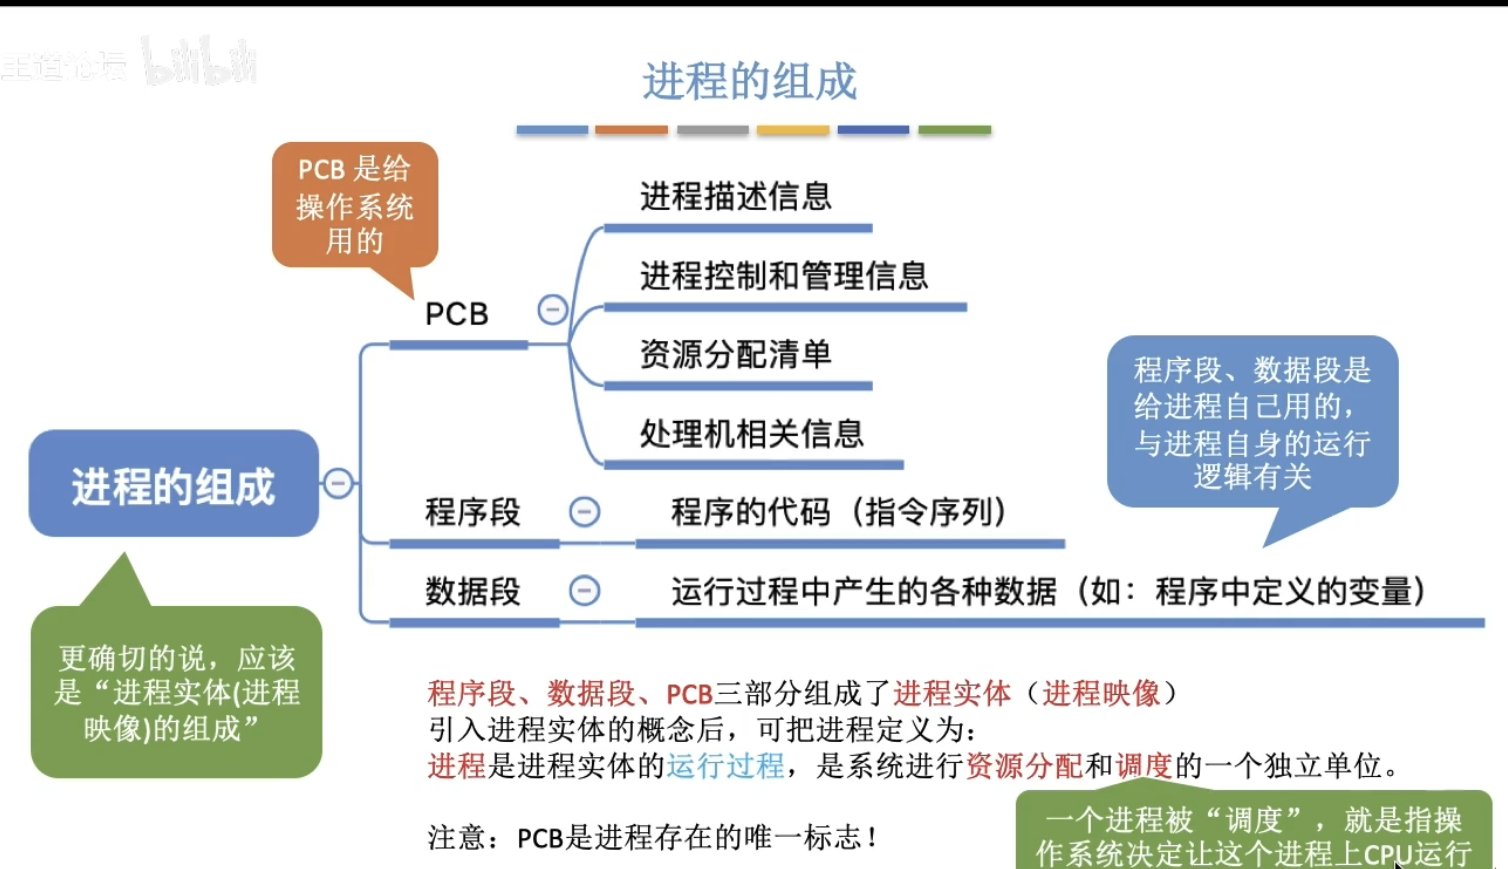 王道论坛 bilibili
进程的组成
PCB 是给
操作系统
用的
进程描述信息
进程控制和管理信息
PCB
资源分配清单
处理机相关信息
程序段、数据段是
给进程自己用的，
与进程自身的运行
逻辑有关
进程的组成
程序段
程序的代码（指令序列）
数据段
运行过程中产生的各种数据（如：程序中定义的变量）
更确切的说，应该
是“进程实体(进程
映像)的组成”
程序段、数据段、PCB三部分组成了进程实体（进程映像）
引入进程实体的概念后，可把进程定义为：
进程是进程实体的运行过程，是系统进行资源分配和调度的一个独立单位。
一个进程被“调度”，就是指操
作系统决定让这个进程上CPU运行
注意：PCB是进程存在的唯一标志！